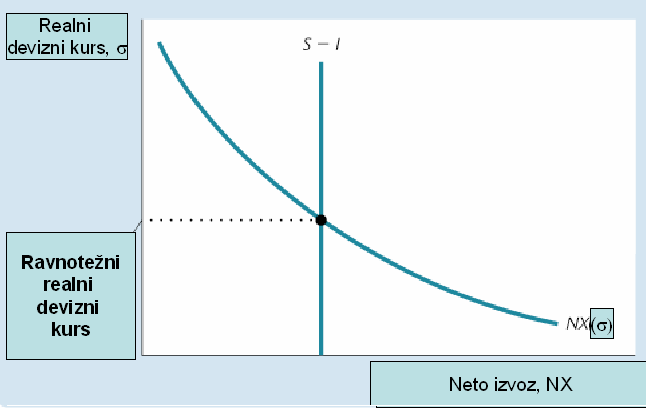 Realni
devizni kurs, σ
S – I
Ravnotežni
realni
devizni
kurs
NX(σ)
Neto izvoz, NX